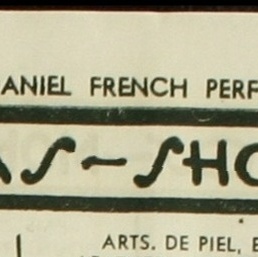 ANIEL FRENCH PERF
AS-SHO
ARTS. DE PIEL, E